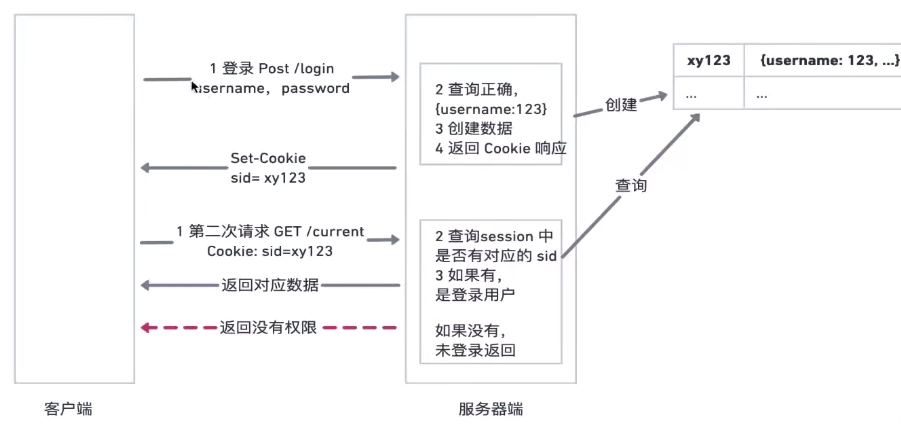 1 登录 Post /login
username, password
2 查询正确,
{username:123}
3 创建数据
4 返回 Cookie 响应
创建
xy123 {username: 123, ...}
... ...
Set-Cookie
sid= xy123
查询
1 第二次请求 GET /current
Cookie: sid=xy123
2 查询session 中
是否有对应的 sid
3 如果有,
是登录用户
如果没有,
未登录返回
返回对应数据
返回没有权限
客户端
服务器端